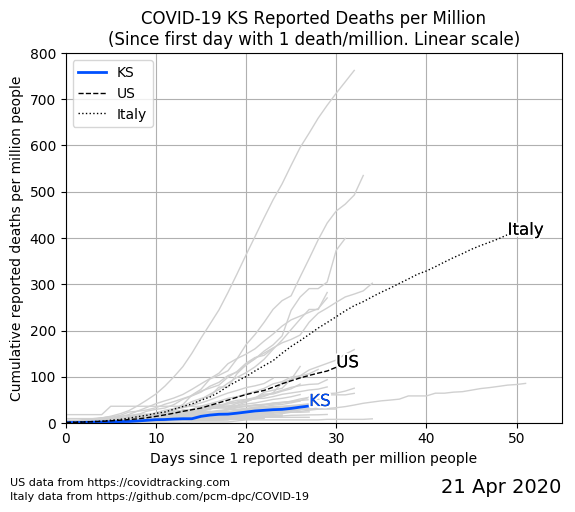 COVID-19 KS Reported Deaths per Million
(Since first day with 1 death/million. Linear scale)
800
700
600
500
400
300
200
100
0
Cumulative reported deaths per million people
KS
US
Italy
Italy
US
KS
0 10 20 30 40 50
Days since 1 reported death per million people
US data from https://covidtracking.com
Italy data from https://github.com/pcm-dpc/COVID-19
21 Apr 2020